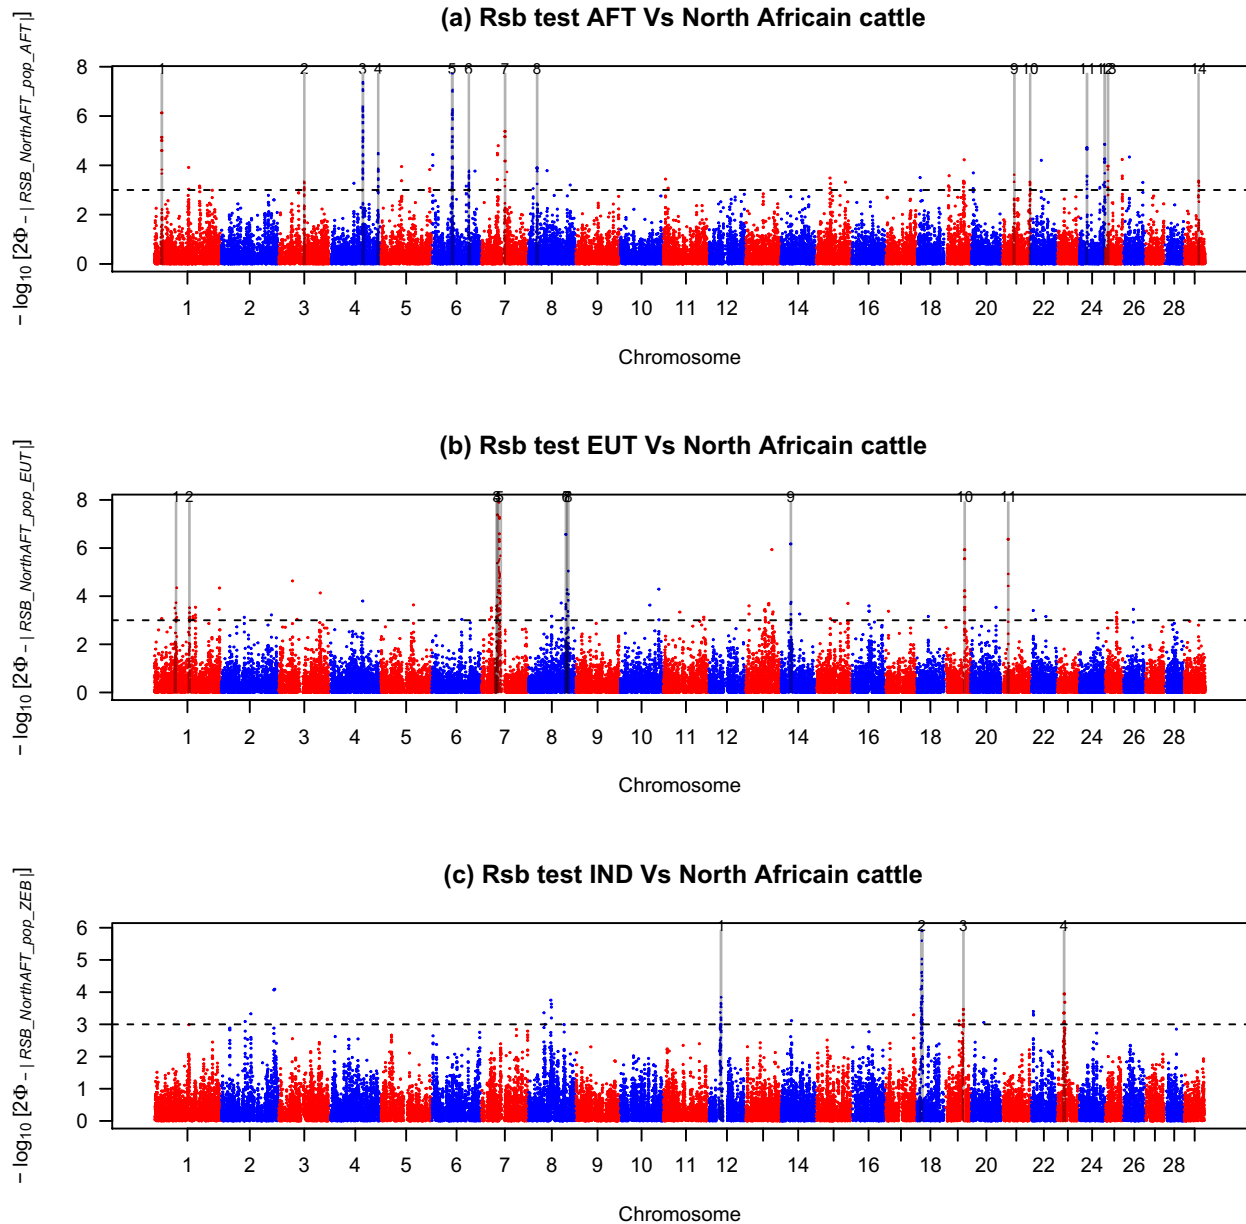 (a) Rsb test AFT Vs North Africain cattle
− log10 [2Φ − | RSB_NorthAFT_pop_AFT |]
1 2 3 4 5 6 7 8 9 10 11 14
8
6
4
2
0
1 2 3 4 5 6 7 8 9 10 11 12 14 16 18 20 22 24 26 28
Chromosome
(b) Rsb test EUT Vs North Africain cattle
− log10 [2Φ − | RSB_NorthAFT_pop_EUT |]
1 2 9 10 11
8
6
4
2
0
1 2 3 4 5 6 7 8 9 10 11 12 14 16 18 20 22 24 26 28
Chromosome
(c) Rsb test IND Vs North Africain cattle
− log10 [2Φ − | RSB_NorthAFT_pop_ZEB |]
1 2 3 4
6
5
4
3
2
1
0
1 2 3 4 5 6 7 8 9 10 11 12 14 16 18 20 22 24 26 28
Chromosome